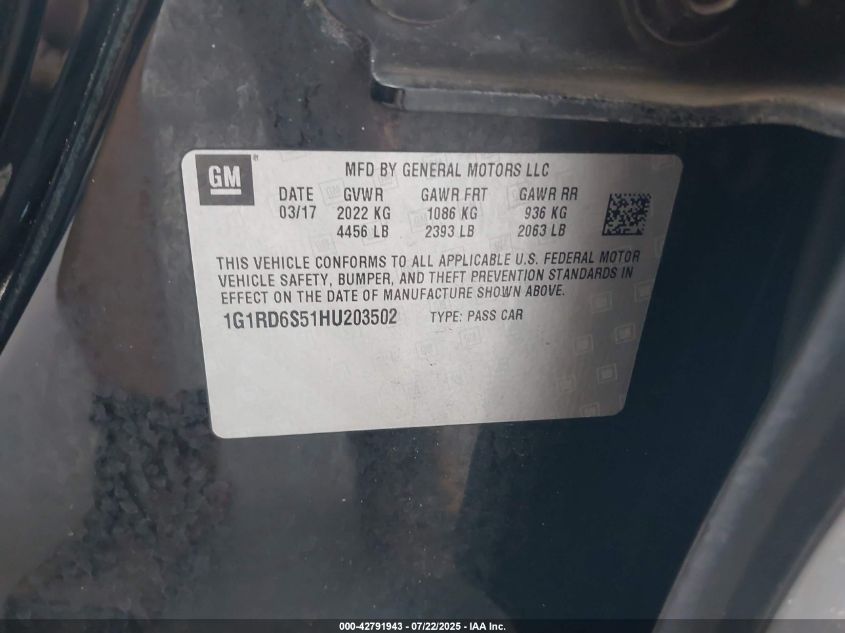 GM ®
MFD BY GENERAL MOTORS LLC
DATE GVWR GAWR FRT GAWR RR
03/17 2022 KG 1086 KG 936 KG
4456 LB 2393 LB 2063 LB
THIS VEHICLE CONFORMS TO ALL APPLICABLE U.S. FEDERAL MOTOR
VEHICLE SAFETY, BUMPER, AND THEFT PREVENTION STANDARDS IN
EFFECT ON THE DATE OF MANUFACTURE SHOWN ABOVE.
1G1RD6S51HU203502 TYPE: PASS CAR
000-42791943 - 07/22/2025 - IAA Inc.